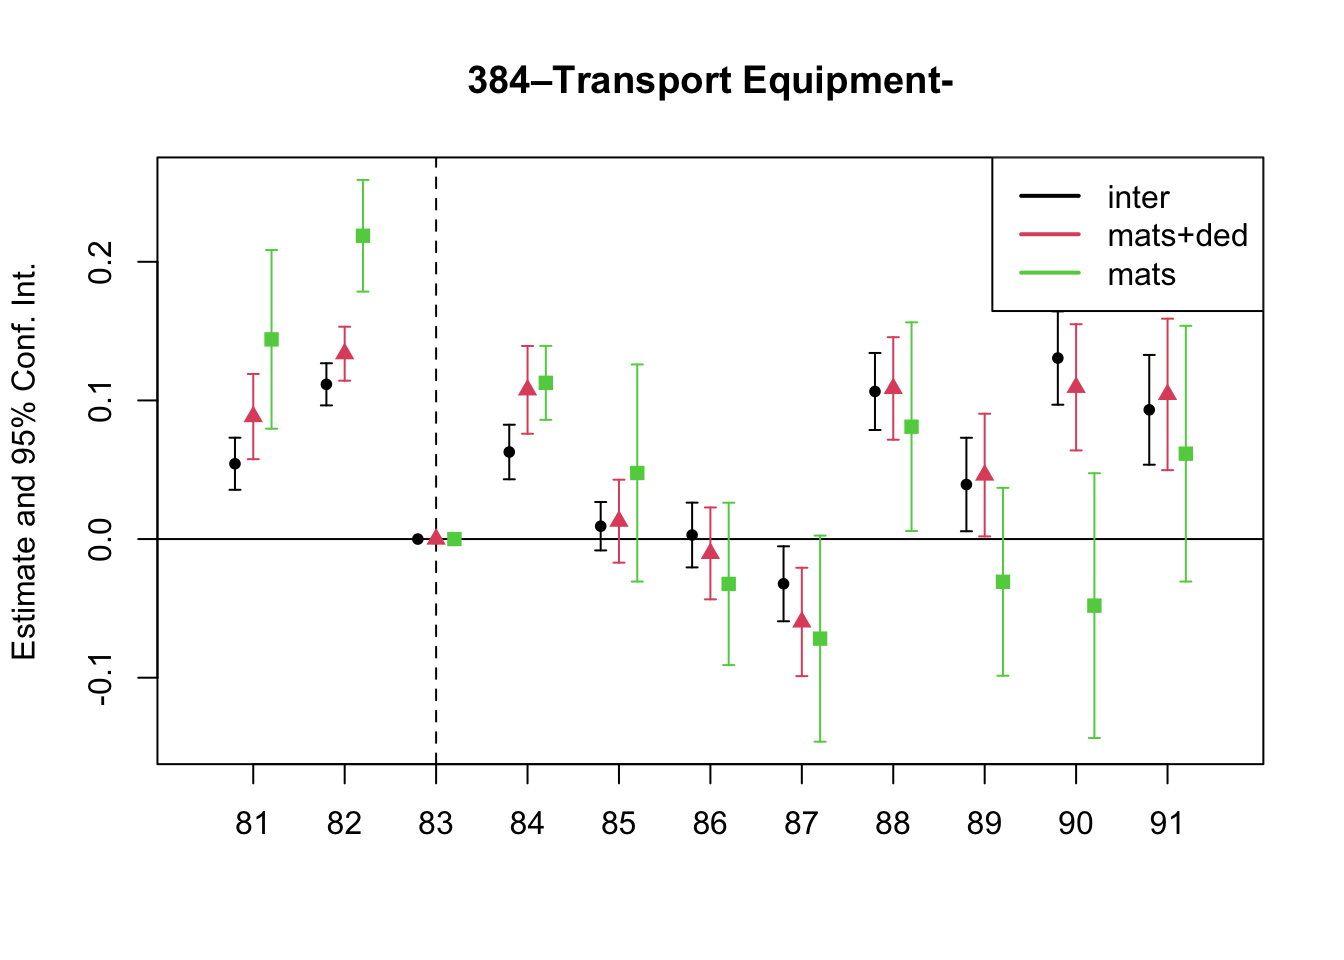 384–Transport Equipment-
Estimate and 95% Conf. Int.
0.2
0.1
0.0
-0.1
inter
mats+ded
mats
81 82 83 84 85 86 87 88 89 90 91